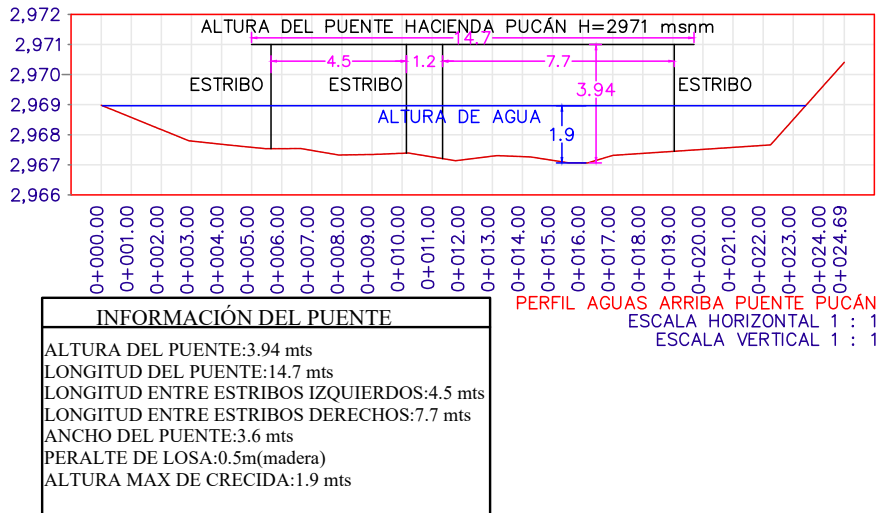 2,972
2,971
2,970
2,969
2,968
2,967
2,966
ALTURA DEL PUENTE HACIENDA PUCÁN H=2971 msnm
14.7
4.5
1.2
7.7
3.94
ESTRIBO
ESTRIBO
ESTRIBO
ALTURA DE AGUA
1.9
0+000.00
0+001.00
0+002.00
0+003.00
0+005.00
0+006.00
0+007.00
0+008.00
0+009.00
0+010.00
0+011.00
0+012.00
0+013.00
0+014.00
0+015.00
0+016.00
0+017.00
0+018.00
0+019.00
0+020.00
0+021.00
0+022.00
0+023.00
0+024.00
0+024.69
PERFIL AGUAS ARRIBA PUENTE PUCÁN
ESCALA HORIZONTAL 1 : 1
ESCALA VERTICAL 1 : 1
INFORMACIÓN DEL PUENTE
ALTURA DEL PUENTE:3.94 mts
LONGITUD DEL PUENTE:14.7 mts
LONGITUD ENTRE ESTRIBOS IZQUIERDOS:4.5 mts
LONGITUD ENTRE ESTRIBOS DERECHOS:7.7 mts
ANCHO DEL PUENTE:3.6 mts
PERALTE DE LOSA:0.5m(madera)
ALTURA MAX DE CRECIDA:1.9 mts